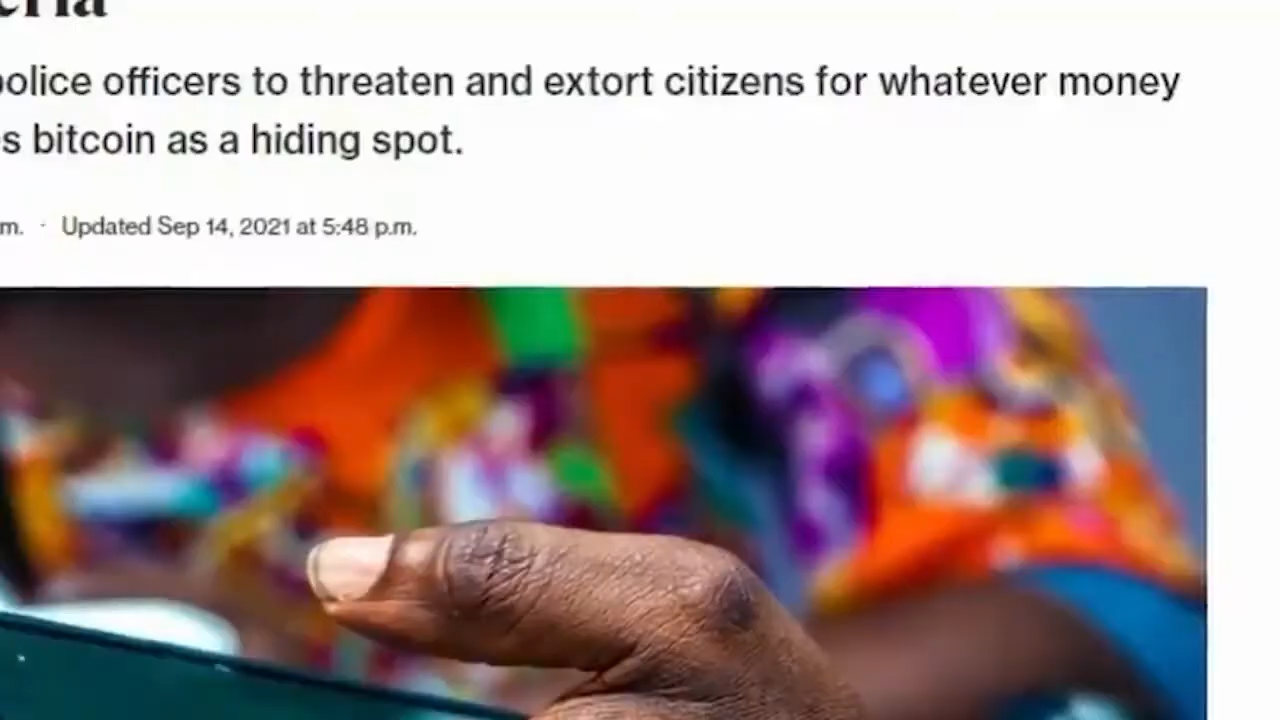 police officers to threaten and extort citizens for whatever money
s bitcoin as a hiding spot.
m. · Updated Sep 14, 2021 at 5:48 p.m.